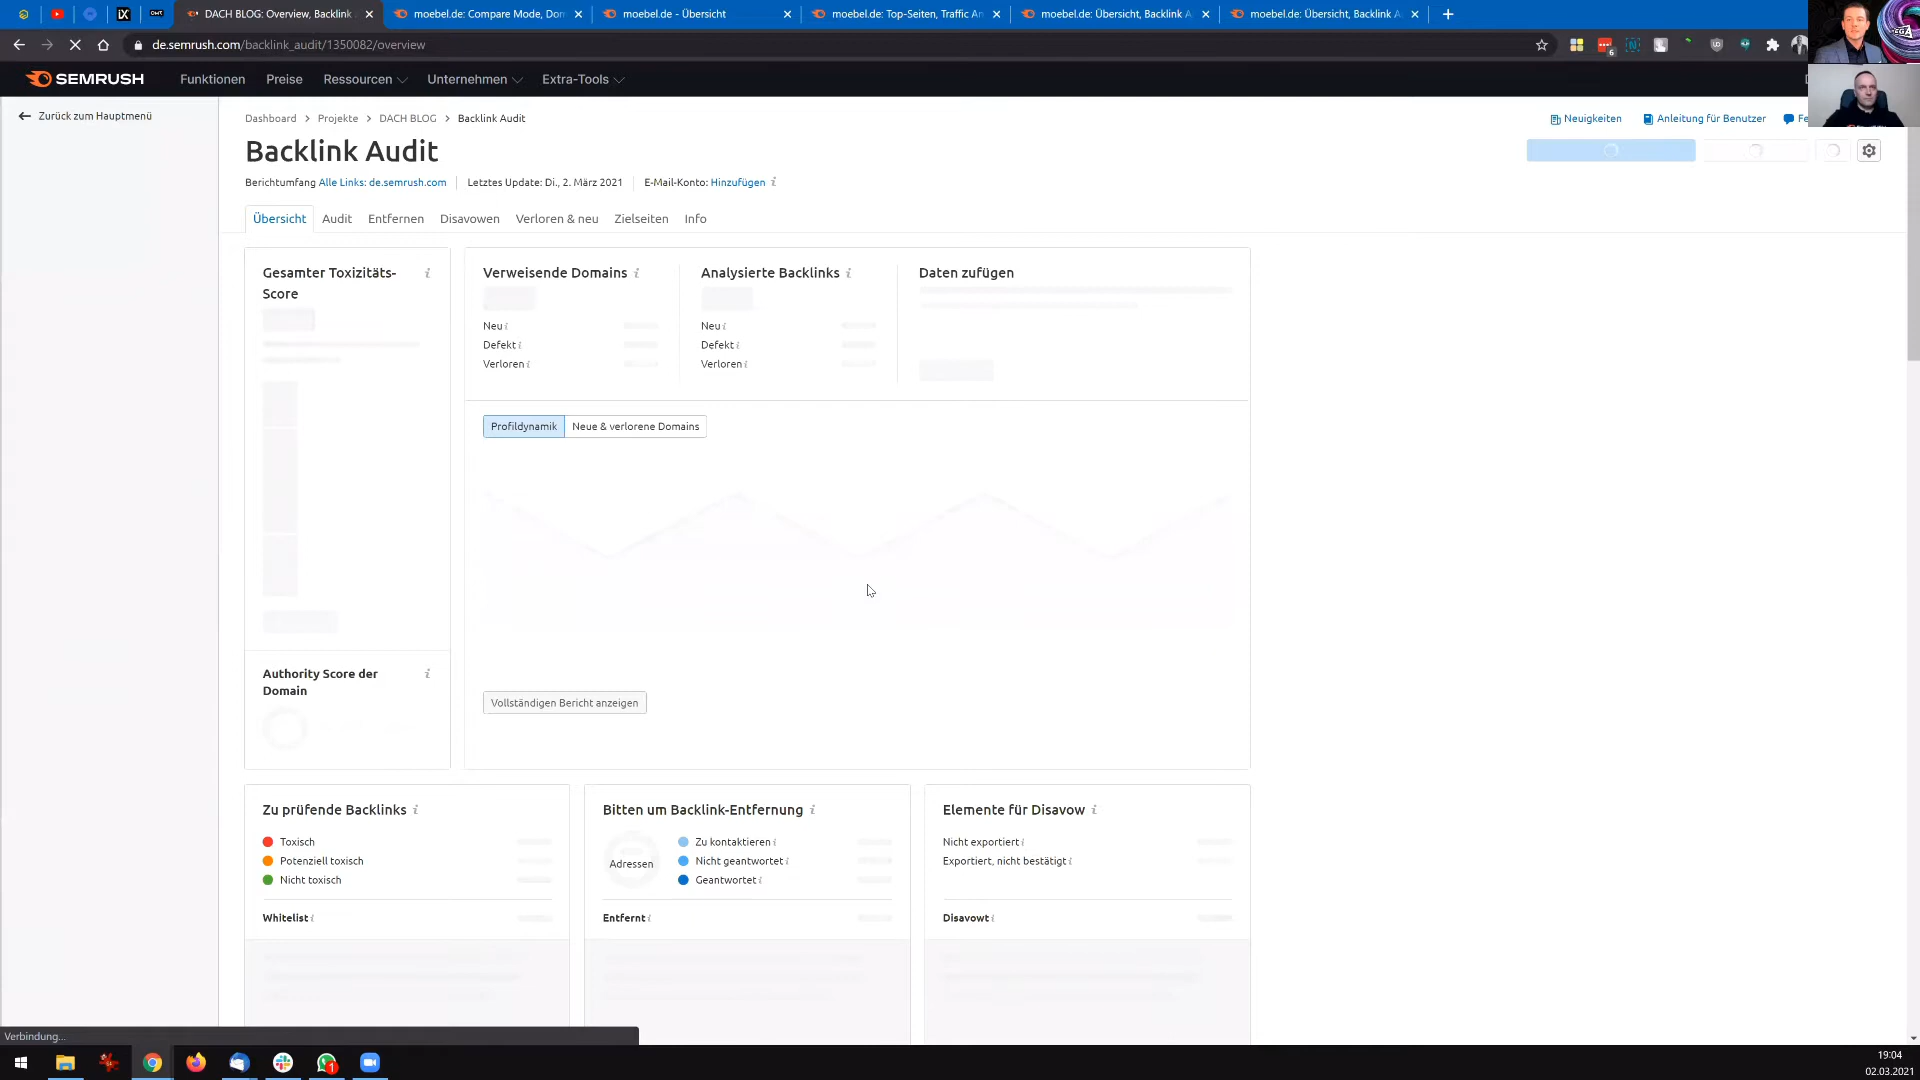 DACH BLOG: Overview, Backlink
moebel.de: Compare Mode, Dom
moebel.de - Übersicht
moebel.de: Top-Seiten, Traffic An
moebel.de: Übersicht, Backlink A
moebel.de: Übersicht, Backlink A
de.semrush.com/backlink_audit/1350082/overview
6
SEMRUSH
Funktionen
Preise
Ressourcen
Unternehmen
Extra-Tools
Zurück zum Hauptmenü
Dashboard > Projekte > DACH BLOG > Backlink Audit
Neuigkeiten
Anleitung für Benutzer
Fe
Backlink Audit
Berichtumfang Alle Links: de.semrush.com
Letztes Update: Di., 2. März 2021
E-Mail-Konto: Hinzufügen i
Übersicht
Audit
Entfernen
Disavowen
Verloren & neu
Zielseiten
Info
Gesamter Toxizitäts-
Score
i
Verweisende Domains i
Neu i
Defekt i
Verloren i
Analysierte Backlinks i
Neu i
Defekt i
Verloren i
Daten zufügen
Profildynamik
Neue & verlorene Domains
Vollständigen Bericht anzeigen
Authority Score der
Domain
i
Zu prüfende Backlinks i
Toxisch
Potenziell toxisch
Nicht toxisch
Whitelist i
Bitten um Backlink-Entfernung i
Adressen
Zu kontaktieren i
Nicht geantwortet i
Geantwortet i
Entfernt i
Elemente für Disavow i
Nicht exportiert i
Exportiert, nicht bestätigt i
Disavowt i
Verbindung...
1
19:04
02.03.2021